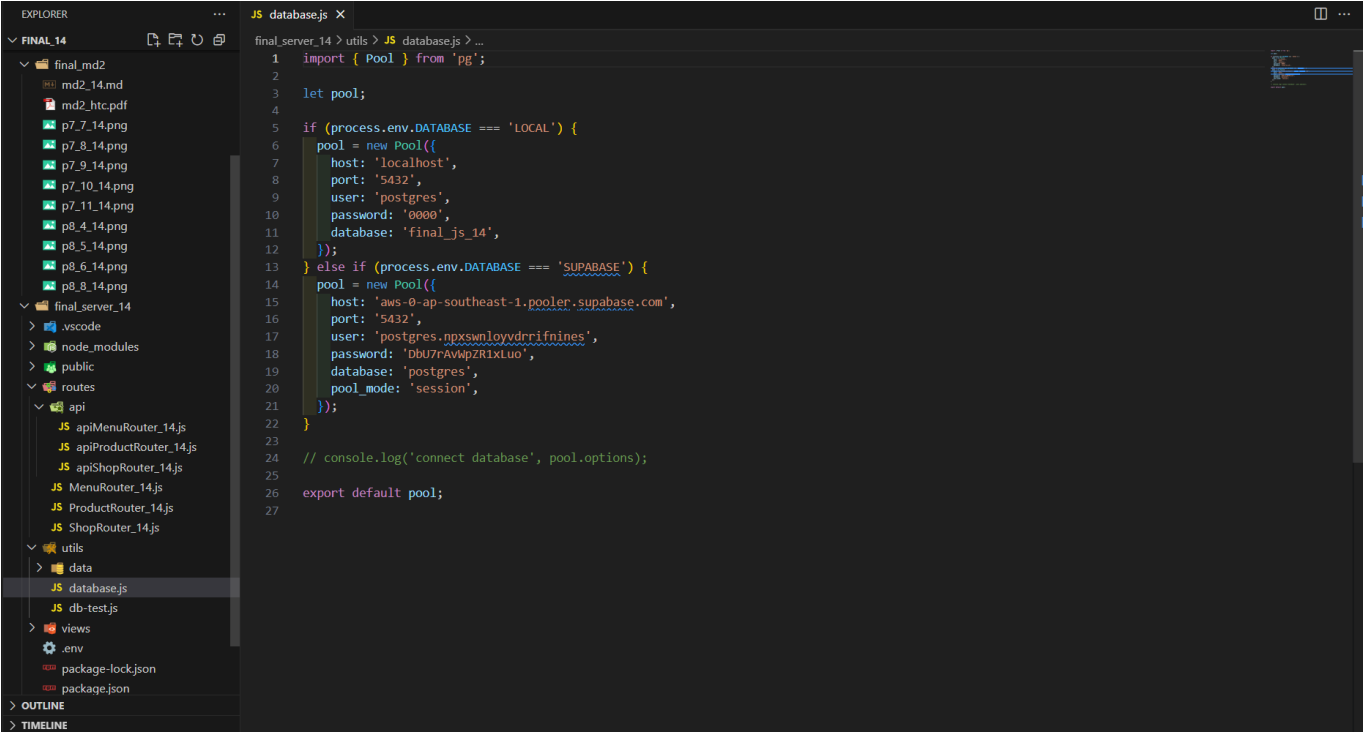 EXPLORER
FINAL_14
final_md2
md2_14.md
md2_htc.pdf
p7_7_14.png
p7_8_14.png
p7_9_14.png
p7_10_14.png
p7_11_14.png
p8_4_14.png
p8_5_14.png
p8_6_14.png
p8_8_14.png
final_server_14
.vscode
node_modules
public
routes
api
JS apiMenuRouter_14.js
JS apiProductRouter_14.js
JS apiShopRouter_14.js
JS MenuRouter_14.js
JS ProductRouter_14.js
JS ShopRouter_14.js
utils
data
JS database.js
JS db-test.js
views
.env
package-lock.json
package.json
OUTLINE
TIMELINE
JS database.js
final_server_14 > utils > JS database.js > ...
1 import { Pool } from 'pg';
2
3 let pool;
4
5 if (process.env.DATABASE === 'LOCAL') {
6 pool = new Pool({
7 host: 'localhost',
8 port: '5432',
9 user: 'postgres',
10 password: '0000',
11 database: 'final_js_14',
12 });
13 } else if (process.env.DATABASE === 'SUPABASE') {
14 pool = new Pool({
15 host: 'aws-0-ap-southeast-1.pooler.supabase.com',
16 port: '5432',
17 user: 'postgres.npxswnloyvdrrifnines',
18 password: 'DbU7rAvWpZR1xLuo',
19 database: 'postgres',
20 pool_mode: 'session',
21 });
22 }
23
24 // console.log('connect database', pool.options);
25
26 export default pool;
27